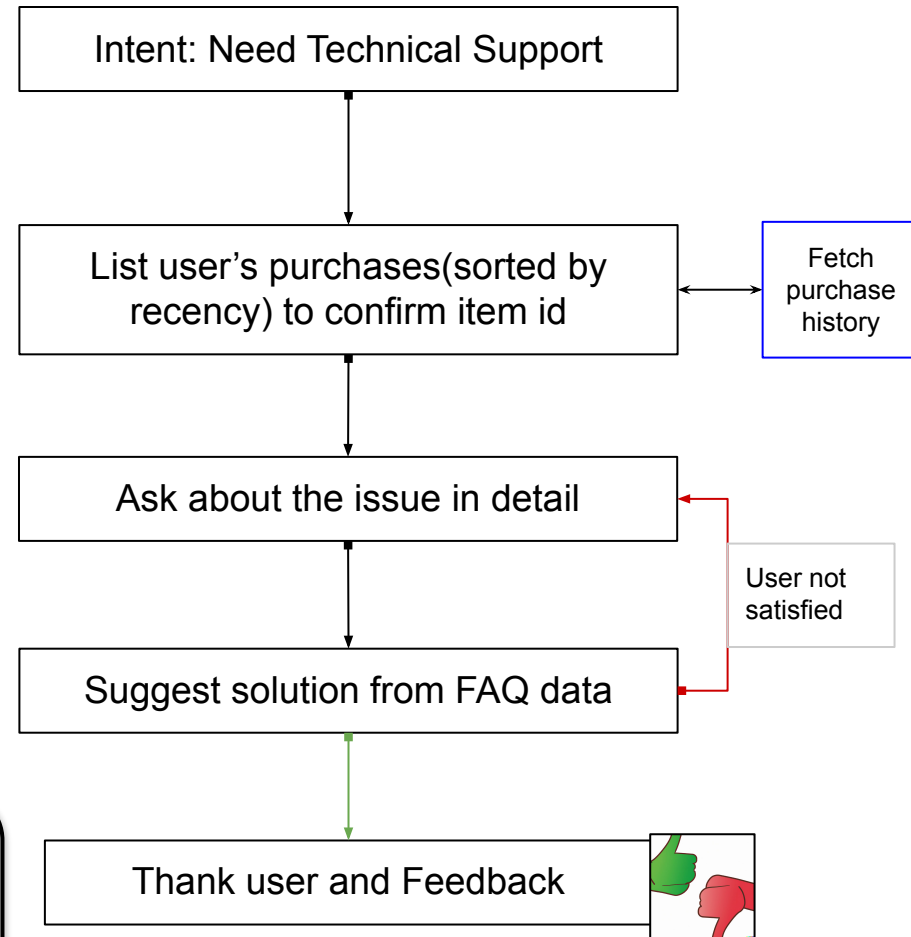 Intent: Need Technical Support
List user’s purchases(sorted by
recency) to confirm item id
Fetch
purchase
history
Ask about the issue in detail
User not
satisfied
Suggest solution from FAQ data
Thank user and Feedback